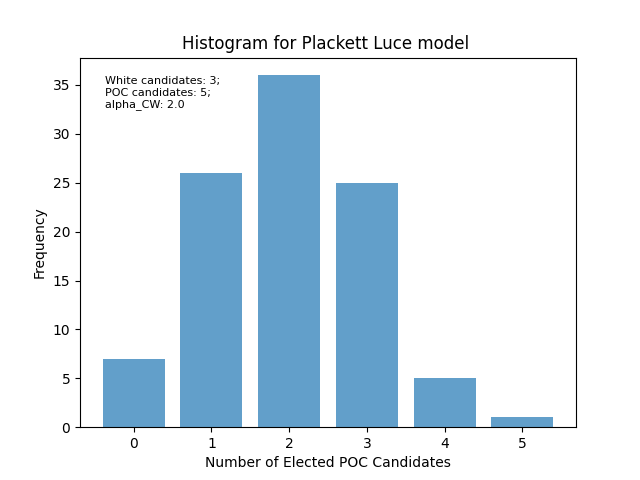 Histogram for Plackett Luce model
White candidates: 3;
POC candidates: 5;
alpha_CW: 2.0
35
30
25
20
15
10
5
0
Frequency
0 1 2 3 4 5
Number of Elected POC Candidates